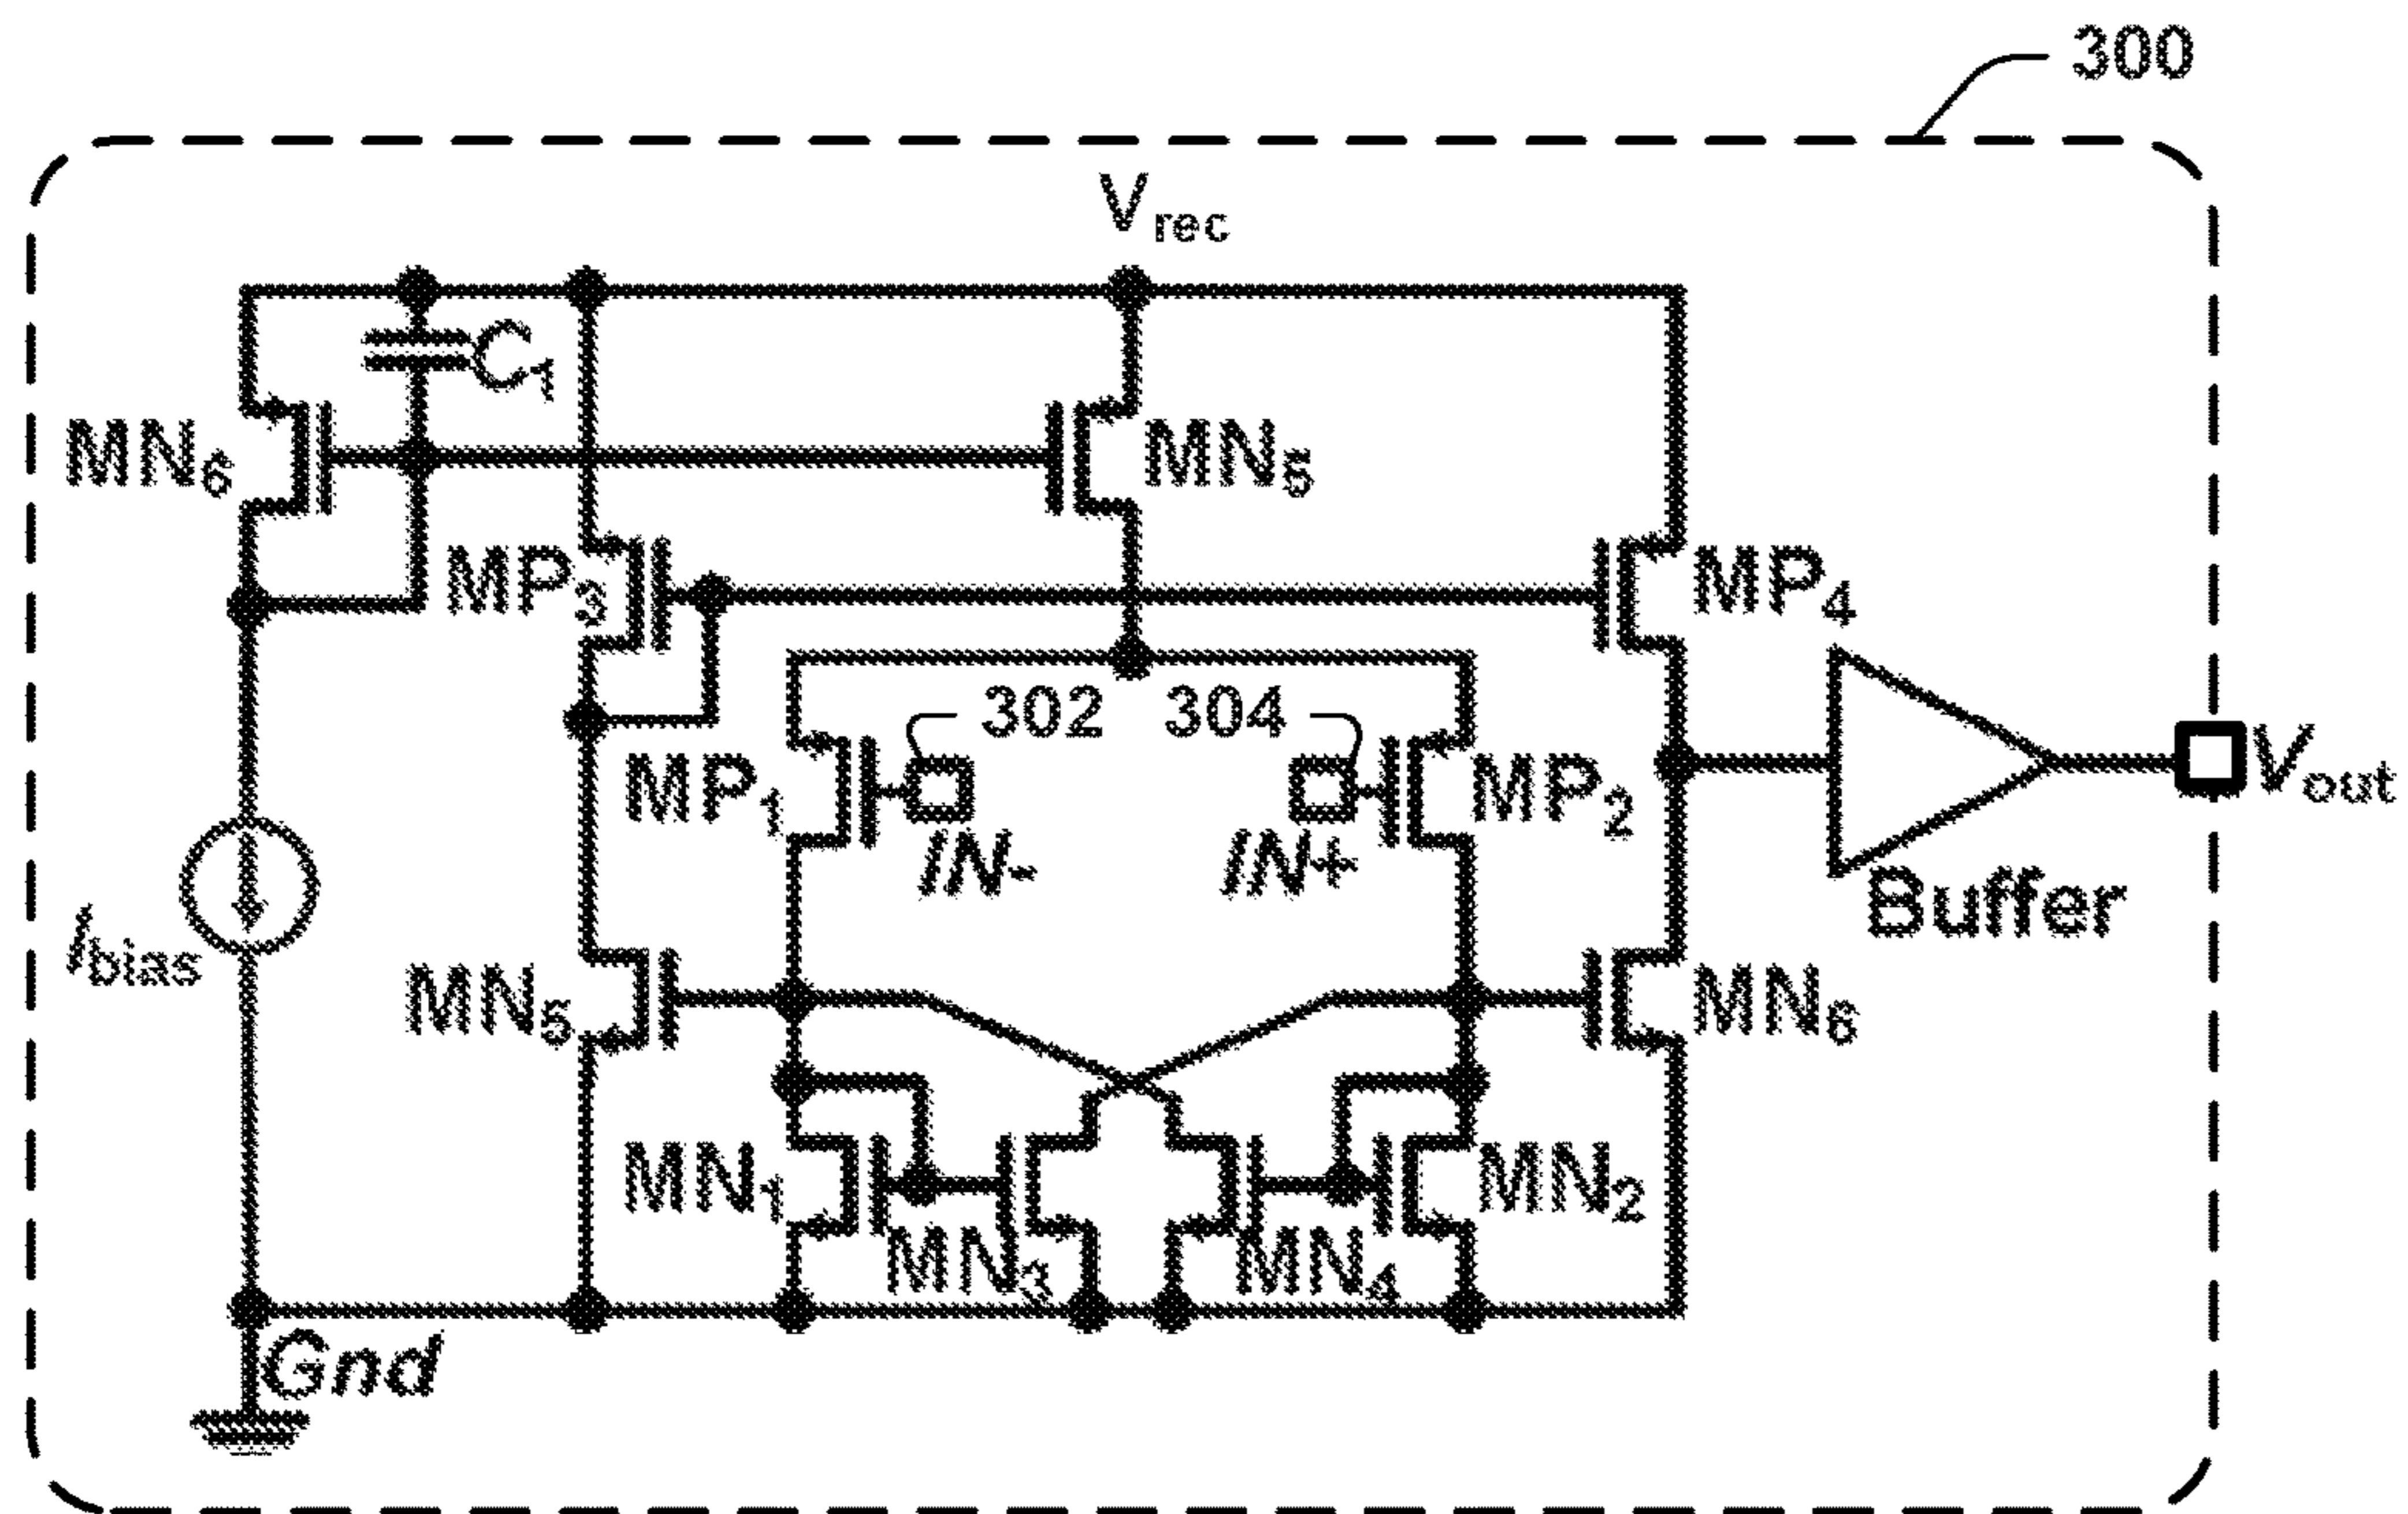 300
Vrec
C1
MN6
MN5
MP3
MP4
302
304
MP1
MP2
IN-
IN+
Vout
Buffer
Ibias
MN5
MN6
MN1
MN2
MN3
MN4
Gnd